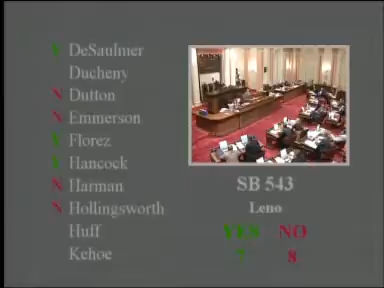 Y DeSaulnier
Ducheny
N Dutton
N Emmerson
Y Florez
Y Hancock
N Harman
N Hollingsworth
Huff
Kehoe
SB 543
Leno
YES NO
7 8